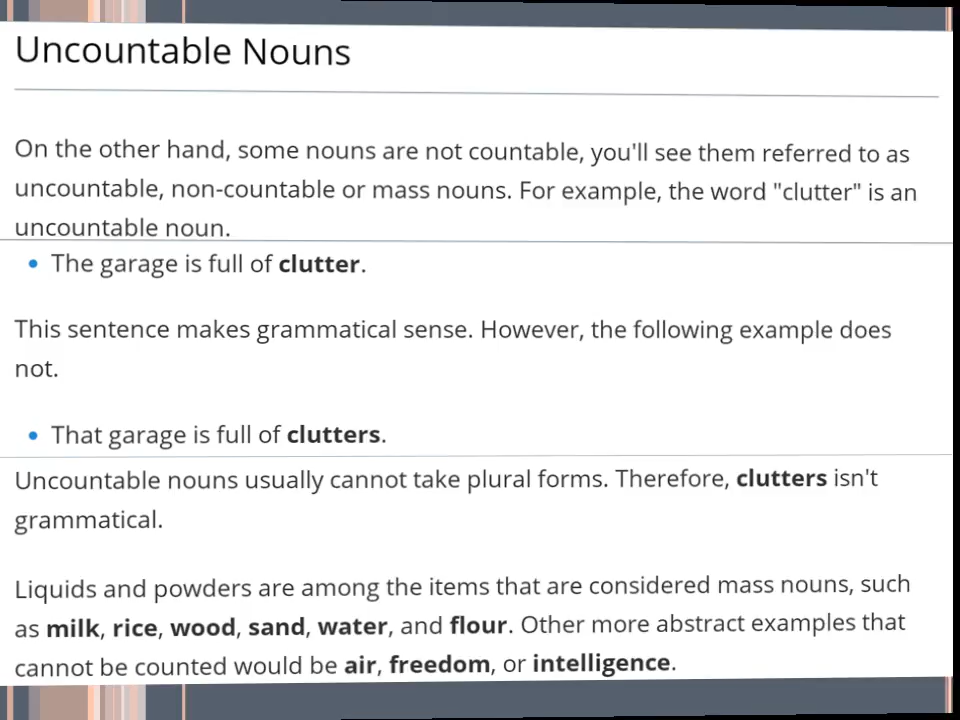 Uncountable Nouns
On the other hand, some nouns are not countable, you'll see them referred to as
uncountable, non-countable or mass nouns. For example, the word "clutter" is an
uncountable noun.
• The garage is full of clutter.
This sentence makes grammatical sense. However, the following example does
not.
• That garage is full of clutters.
Uncountable nouns usually cannot take plural forms. Therefore, clutters isn't
grammatical.
Liquids and powders are among the items that are considered mass nouns, such
as milk, rice, wood, sand, water, and flour. Other more abstract examples that
cannot be counted would be air, freedom, or intelligence.